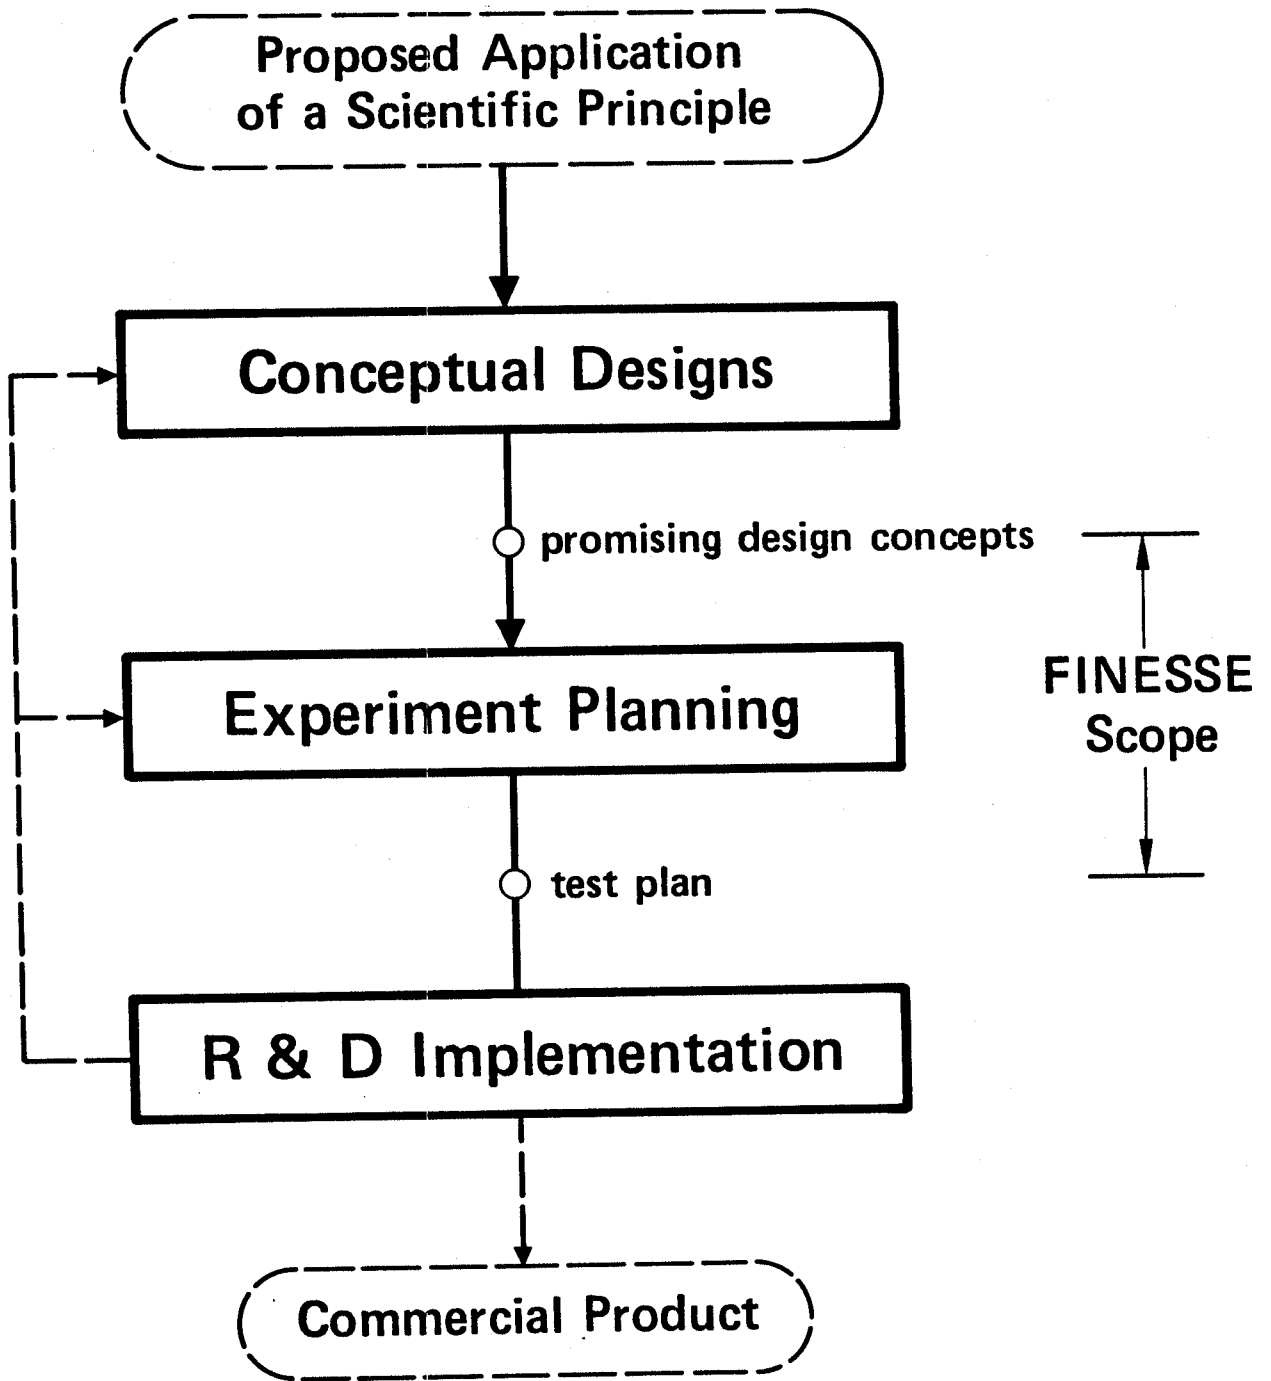 Proposed Application
of a Scientific Principle
Conceptual Designs
promising design concepts
Experiment Planning
FINESSE
Scope
test plan
R & D Implementation
Commercial Product